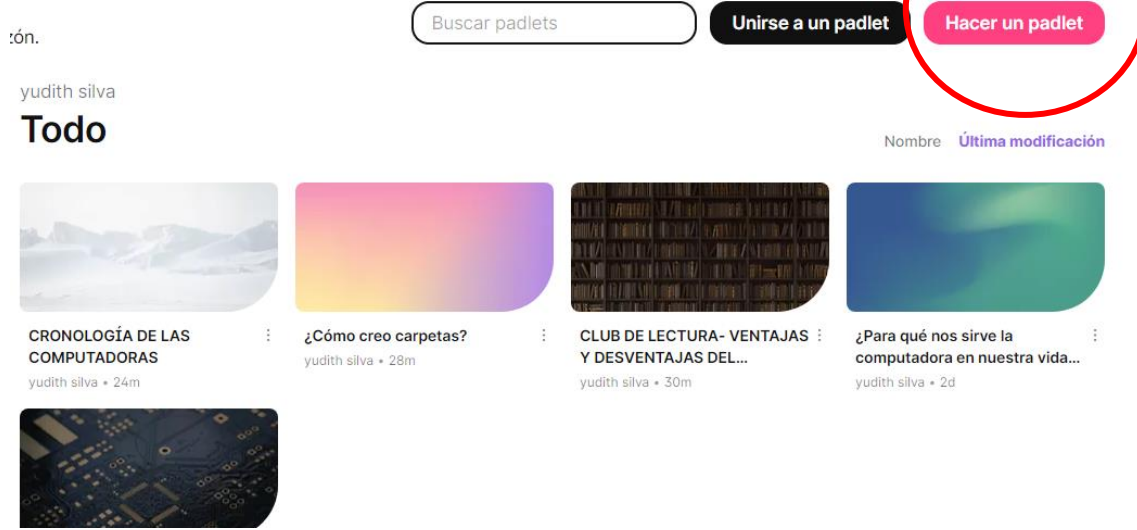 Buscar padlets
Unirse a un padlet
Hacer un padlet
zón.
yudith silva
Todo
Nombre Última modificación
CRONOLOGÍA DE LAS
COMPUTADORAS
yudith silva • 24m
¿Cómo creo carpetas?
yudith silva • 28m
CLUB DE LECTURA- VENTAJAS
Y DESVENTAJAS DEL...
yudith silva • 30m
¿Para qué nos sirve la
computadora en nuestra vida...
yudith silva • 2d